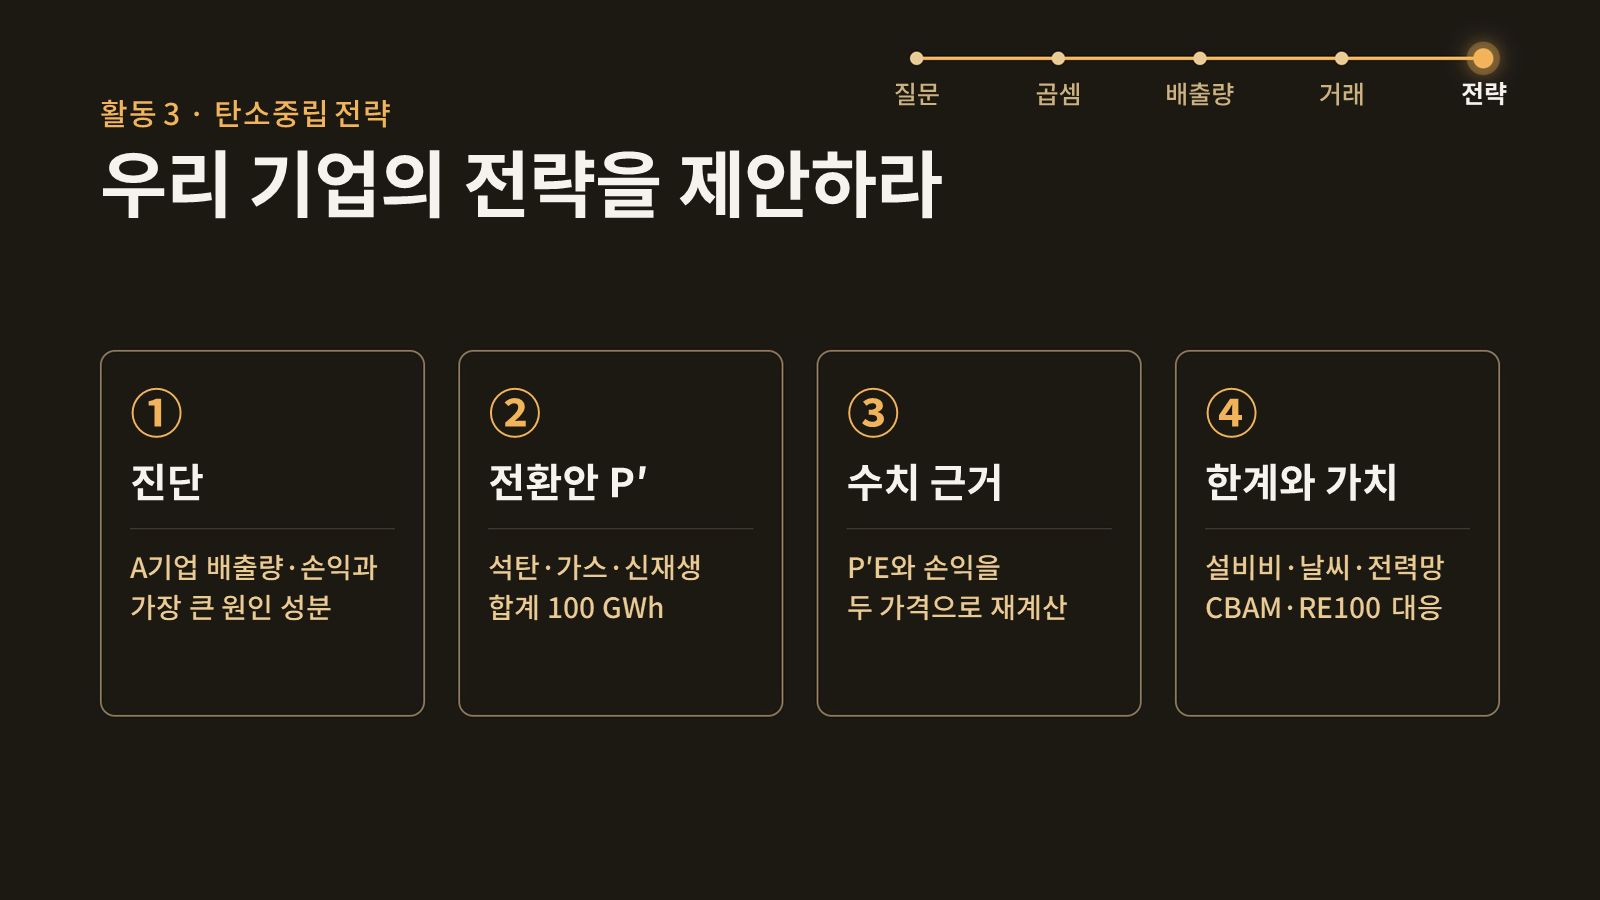 질문 곱셈 배출량 거래 전략
활동 3 · 탄소중립 전략
우리 기업의 전략을 제안하라
①
진단
A기업 배출량·손익과
가장 큰 원인 성분
②
전환안 P′
석탄·가스·신재생
합계 100 GWh
③
수치 근거
P′E와 손익을
두 가격으로 재계산
④
한계와 가치
설비비·날씨·전력망
CBAM·RE100 대응